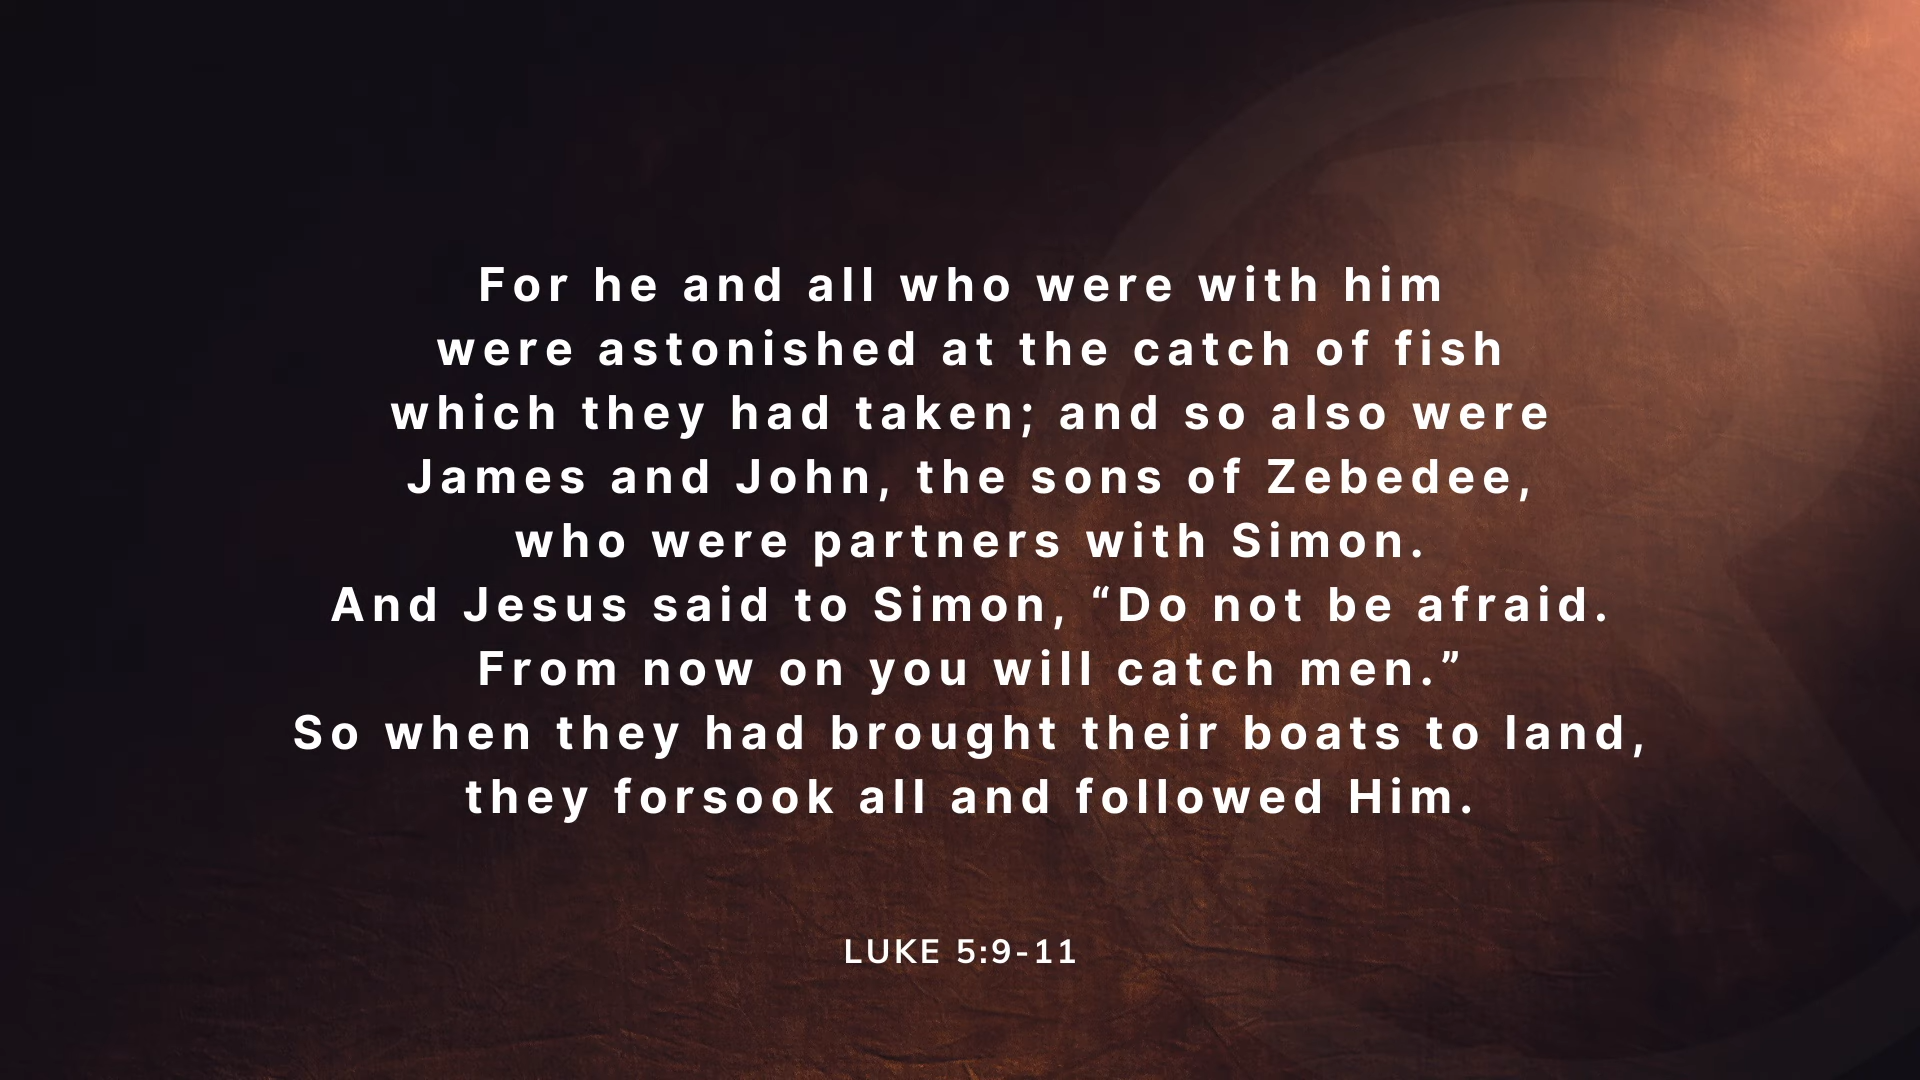 For he and all who were with him
were astonished at the catch of fish
which they had taken; and so also were
James and John, the sons of Zebedee,
who were partners with Simon.
And Jesus said to Simon, “Do not be afraid.
From now on you will catch men.”
So when they had brought their boats to land,
they forsook all and followed Him.
LUKE 5:9-11